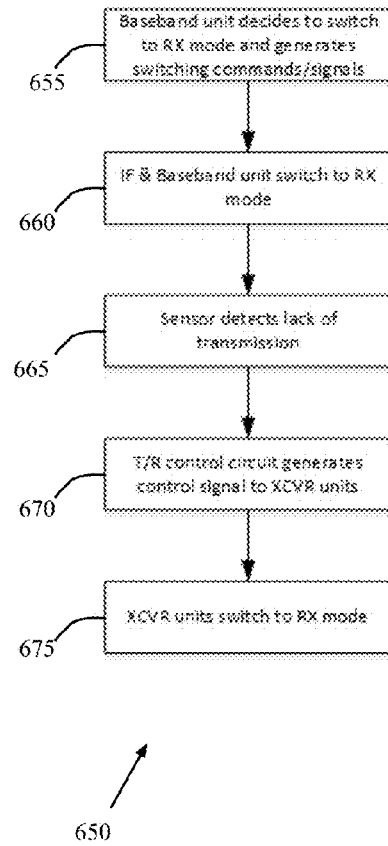 Baseband unit decides to switch
to RX mode and generates
switching commands/signals
655
IF & Baseband unit switch to RX
mode
660
Sensor detects lack of
transmission
665
T/R control circuit generates
control signal to XCVR units
670
XCVR units switch to RX mode
675
650